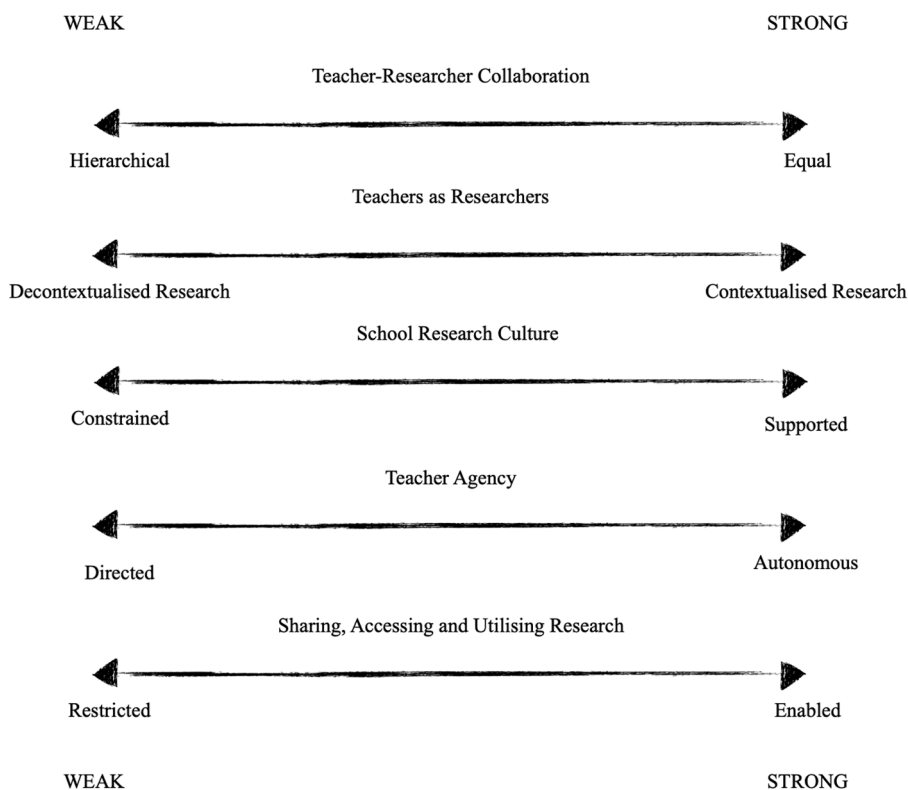 WEAK STRONG
Teacher-Researcher Collaboration
Hierarchical Equal
Teachers as Researchers
Decontextualised Research Contextualised Research
School Research Culture
Constrained Supported
Teacher Agency
Directed Autonomous
Sharing, Accessing and Utilising Research
Restricted Enabled
WEAK STRONG